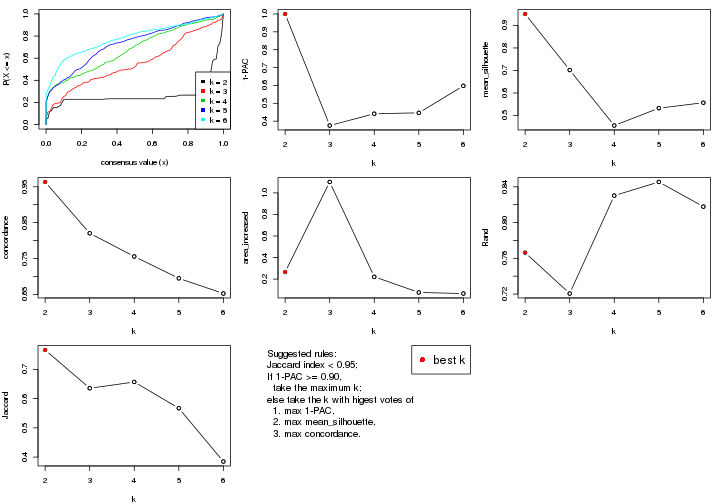 P(X <= x)
0.0 0.2 0.4 0.6 0.8 1.0
k = 2
k = 3
k = 4
k = 5
k = 6
0.0 0.2 0.4 0.6 0.8 1.0
consensus value (x)
1-PAC
0.4 0.5 0.6 0.7 0.8 0.9 1.0
2 3 4 5 6
k
mean_silhouette
0.5 0.6 0.7 0.8 0.9
2 3 4 5 6
k
concordance
0.65 0.75 0.85 0.95
2 3 4 5 6
k
area_increased
0.2 0.4 0.6 0.8 1.0
2 3 4 5 6
k
Rand
0.72 0.76 0.80 0.84
2 3 4 5 6
k
Jaccard
0.4 0.5 0.6 0.7
2 3 4 5 6
k
Suggested rules:
Jaccard index < 0.95;
If 1-PAC >= 0.90,
take the maximum k;
else take the k with higest votes of
1. max 1-PAC,
2. max mean_silhouette,
3. max concordance.
best k